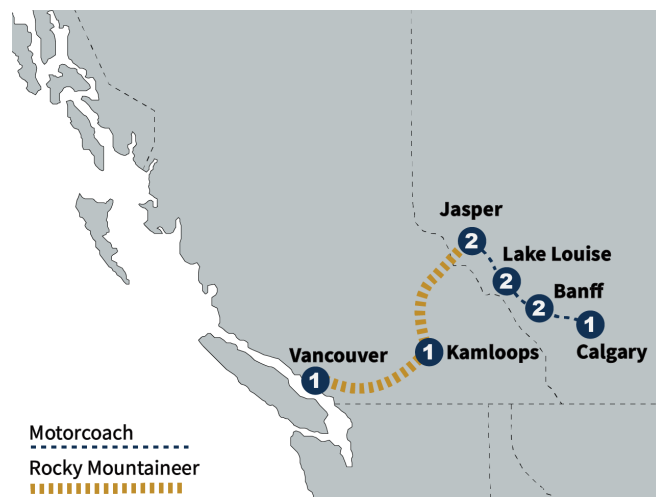 Jasper
2
Lake Louise
2
Banff
2
1
Calgary
Vancouver
1
1
Kamloops
Motorcoach
Rocky Mountaineer